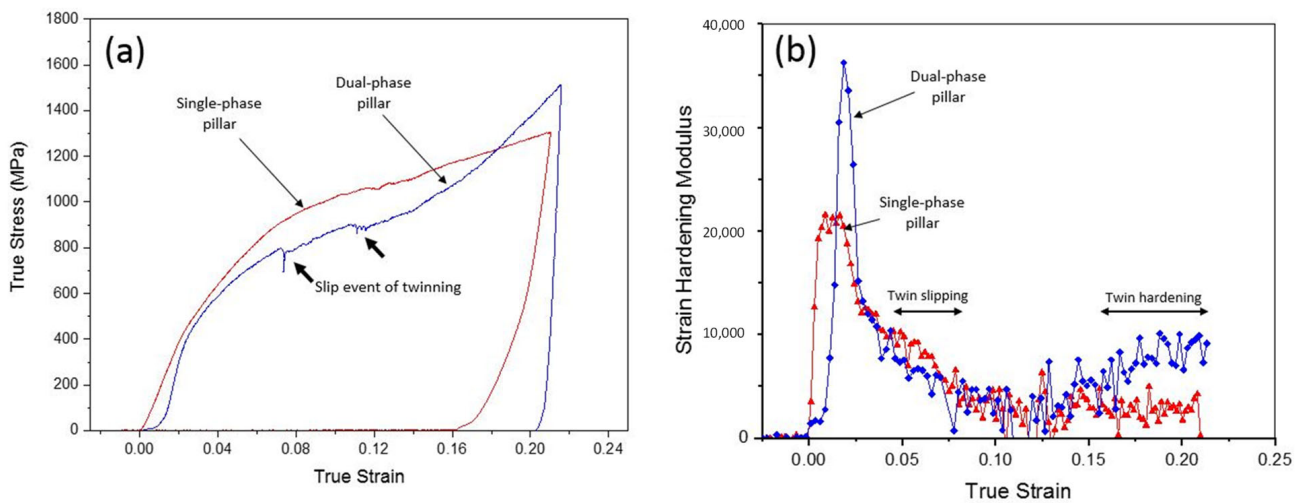 (a)
True Stress (MPa)
1800
1600
1400
1200
1000
800
600
400
200
0
Single-phase
pillar
Dual-phase
pillar
Slip event of twinning
0.00
0.04
0.08
0.12
0.16
0.20
0.24
True Strain
(b)
Strain Hardening Modulus
40,000
30,000
20,000
10,000
0
Dual-phase
pillar
Single-phase
pillar
Twin slipping
Twin hardening
0.00
0.05
0.10
0.15
0.20
0.25
True Strain